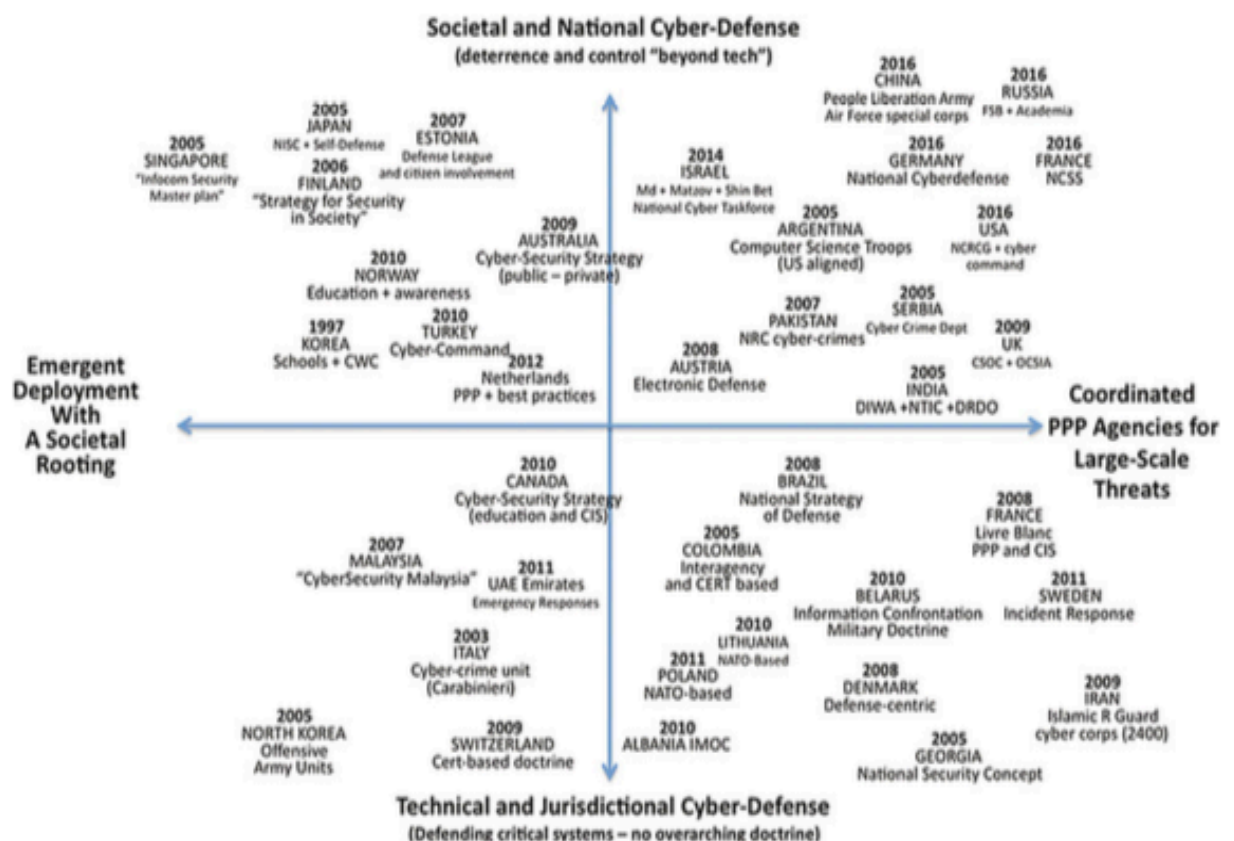 Societal and National Cyber-Defense
(deterrence and control "beyond tech")
2016
CHINA
People Liberation Army
Air Force special corps
2016
RUSSIA
FSB + Academia
2005
JAPAN
NISC + Self-Defense
2007
ESTONIA
Defense League
and citizen involvement
2005
SINGAPORE
"Infocom Security
Master plan"
2006
FINLAND
"Strategy for Security
in Society"
2014
ISRAEL
Md + Matzov + Shin Bet
National Cyber Taskforce
2016
GERMANY
National Cyberdefense
2016
FRANCE
NCSS
2009
AUSTRALIA
Cyber-Security Strategy
(public – private)
2005
ARGENTINA
Computer Science Troops
(US aligned)
2016
USA
NCRCG + cyber
command
2010
NORWAY
Education + awareness
1997
KOREA
Schools + CWC
2010
TURKEY
Cyber-Command
2012
Netherlands
PPP + best practices
2008
AUSTRIA
Electronic Defense
2007
PAKISTAN
NRC cyber-crimes
2005
SERBIA
Cyber Crime Dept
2009
UK
CSOC + OCSIA
2005
INDIA
DIWA +NTIC +DRDO
Emergent
Deployment
With
A Societal
Rooting
Coordinated
PPP Agencies for
Large-Scale
Threats
2010
CANADA
Cyber-Security Strategy
(education and CIS)
2008
BRAZIL
National Strategy
of Defense
2008
FRANCE
Livre Blanc
PPP and CIS
2007
MALAYSIA
"CyberSecurity Malaysia"
2011
UAE Emirates
Emergency Responses
2005
COLOMBIA
Interagency
and CERT based
2010
BELARUS
Information Confrontation
Military Doctrine
2011
SWEDEN
Incident Response
2003
ITALY
Cyber-crime unit
(Carabinieri)
2010
LITHUANIA
NATO-Based
2011
POLAND
NATO-based
2008
DENMARK
Defense-centric
2009
IRAN
Islamic R Guard
cyber corps (2400)
2005
NORTH KOREA
Offensive
Army Units
2009
SWITZERLAND
Cert-based doctrine
2010
ALBANIA IMOC
2005
GEORGIA
National Security Concept
Technical and Jurisdictional Cyber-Defense
(Defending critical systems – no overarching doctrine)